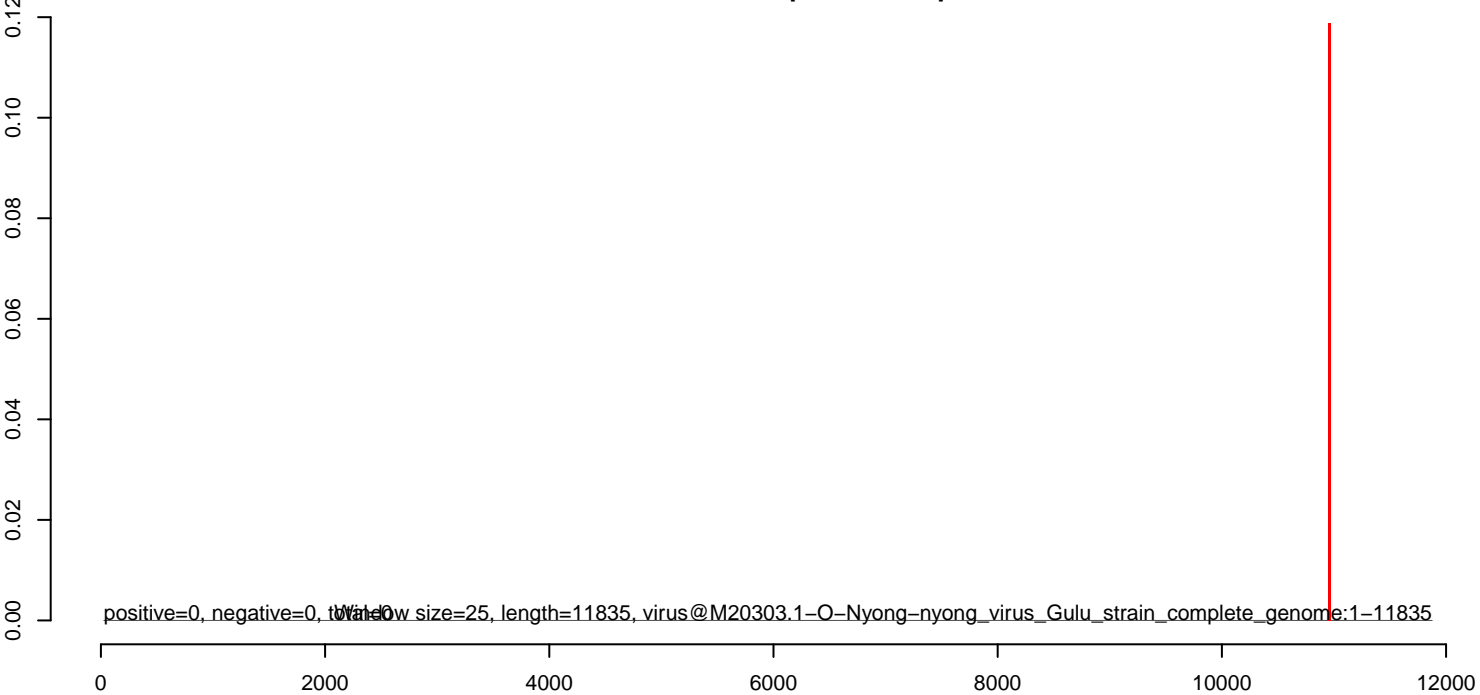 0.12
0.10
0.08
0.06
0.04
0.02
0.00
positive=0, negative=0, total=0
Window size=25, length=11835, virus@M20303.1−O−Nyong−nyong_virus_Gulu_strain_complete_genome:1−11835
0 2000 4000 6000 8000 10000 12000